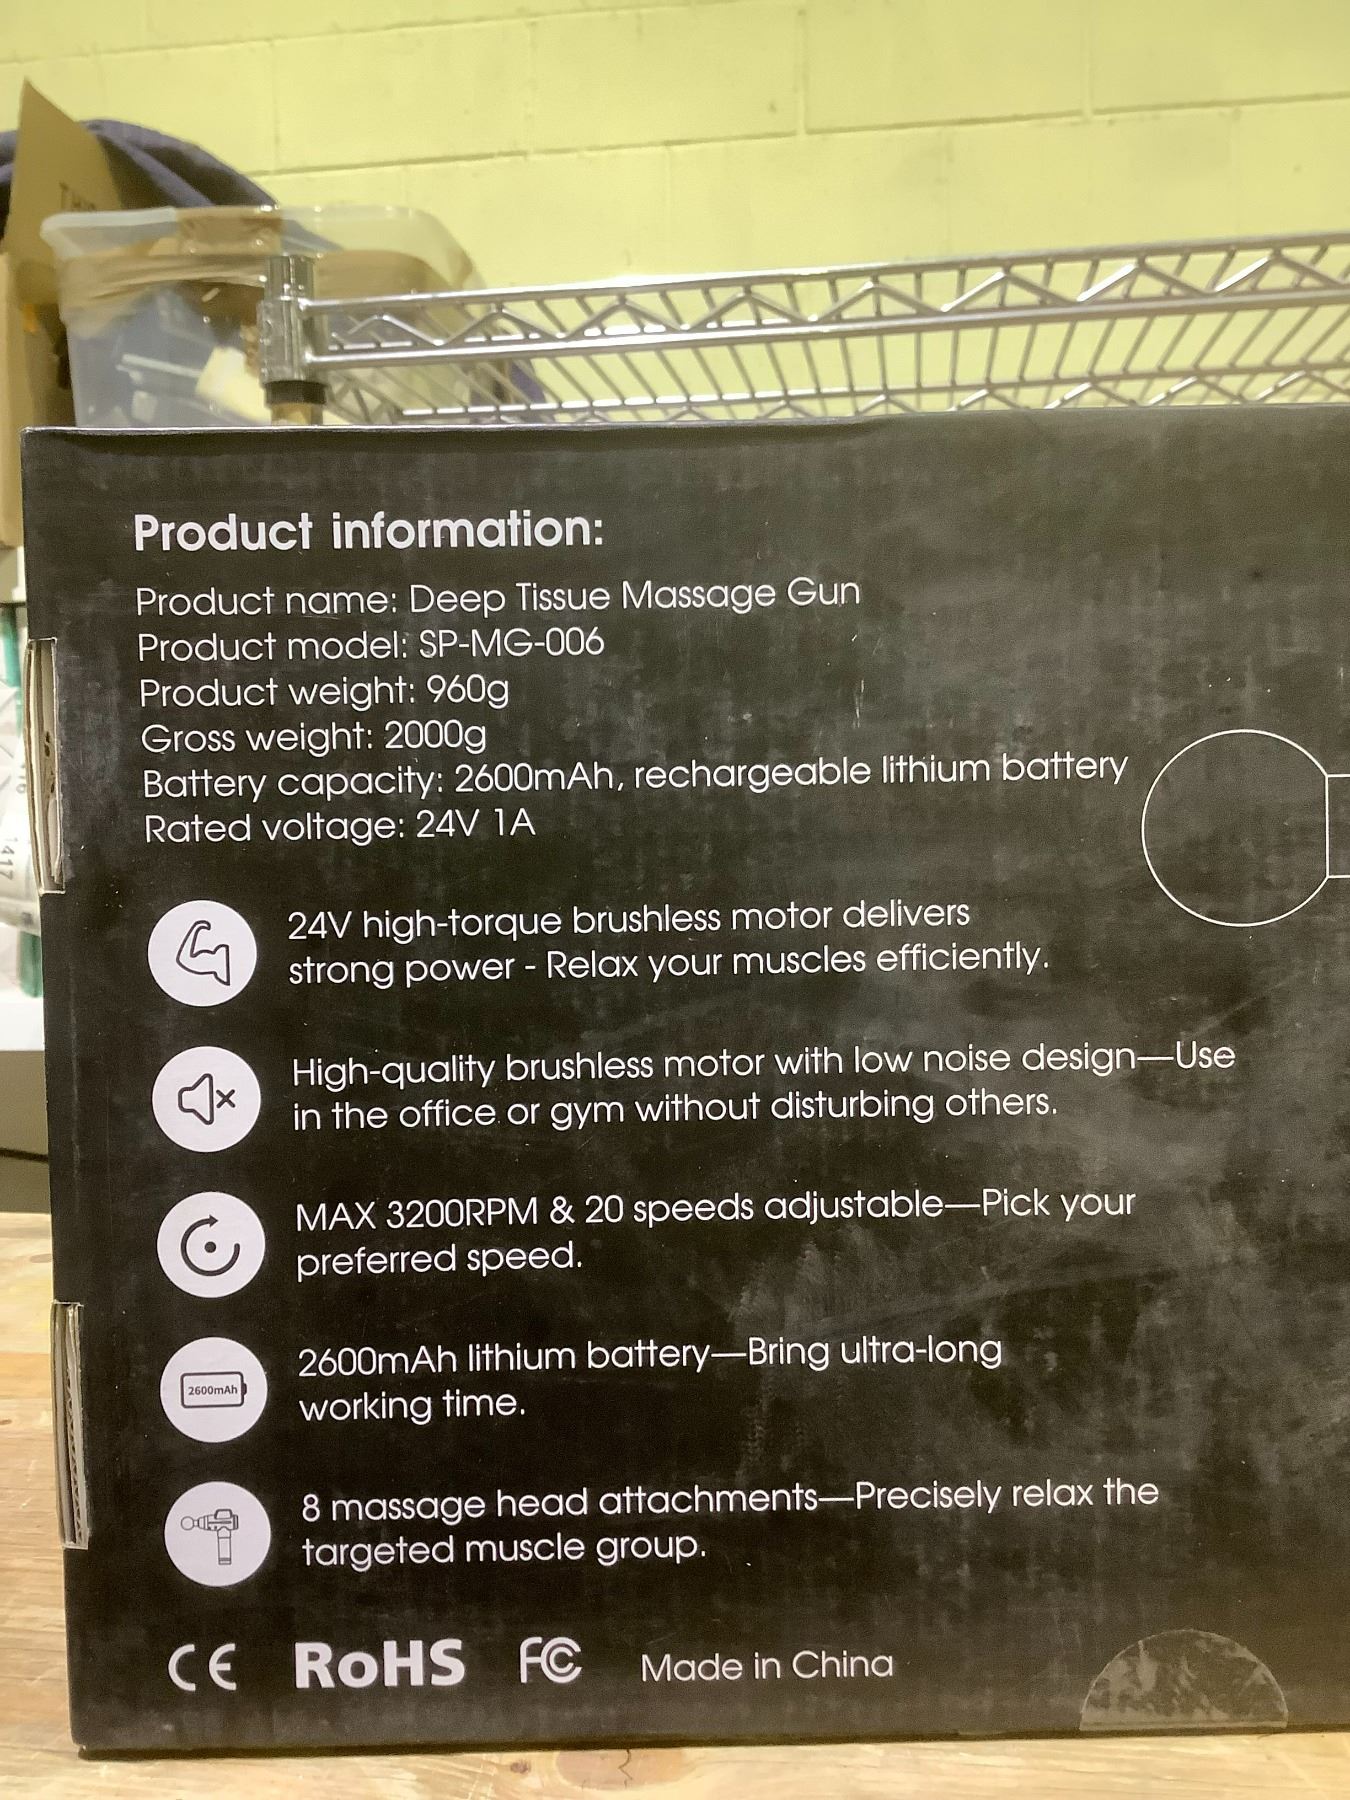 Product information:
Product name: Deep Tissue Massage Gun
Product model: SP-MG-006
Product weight: 960g
Gross weight: 2000g
Battery capacity: 2600mAh, rechargeable lithium battery
Rated voltage: 24V 1A
24V high-torque brushless motor delivers
strong power - Relax your muscles efficiently.
High-quality brushless motor with low noise design—Use
in the office or gym without disturbing others.
MAX 3200RPM & 20 speeds adjustable—Pick your
preferred speed.
2600mAh
2600mAh lithium battery—Bring ultra-long
working time.
8 massage head attachments—Precisely relax the
targeted muscle group.
CE RoHS FC Made in China
1417